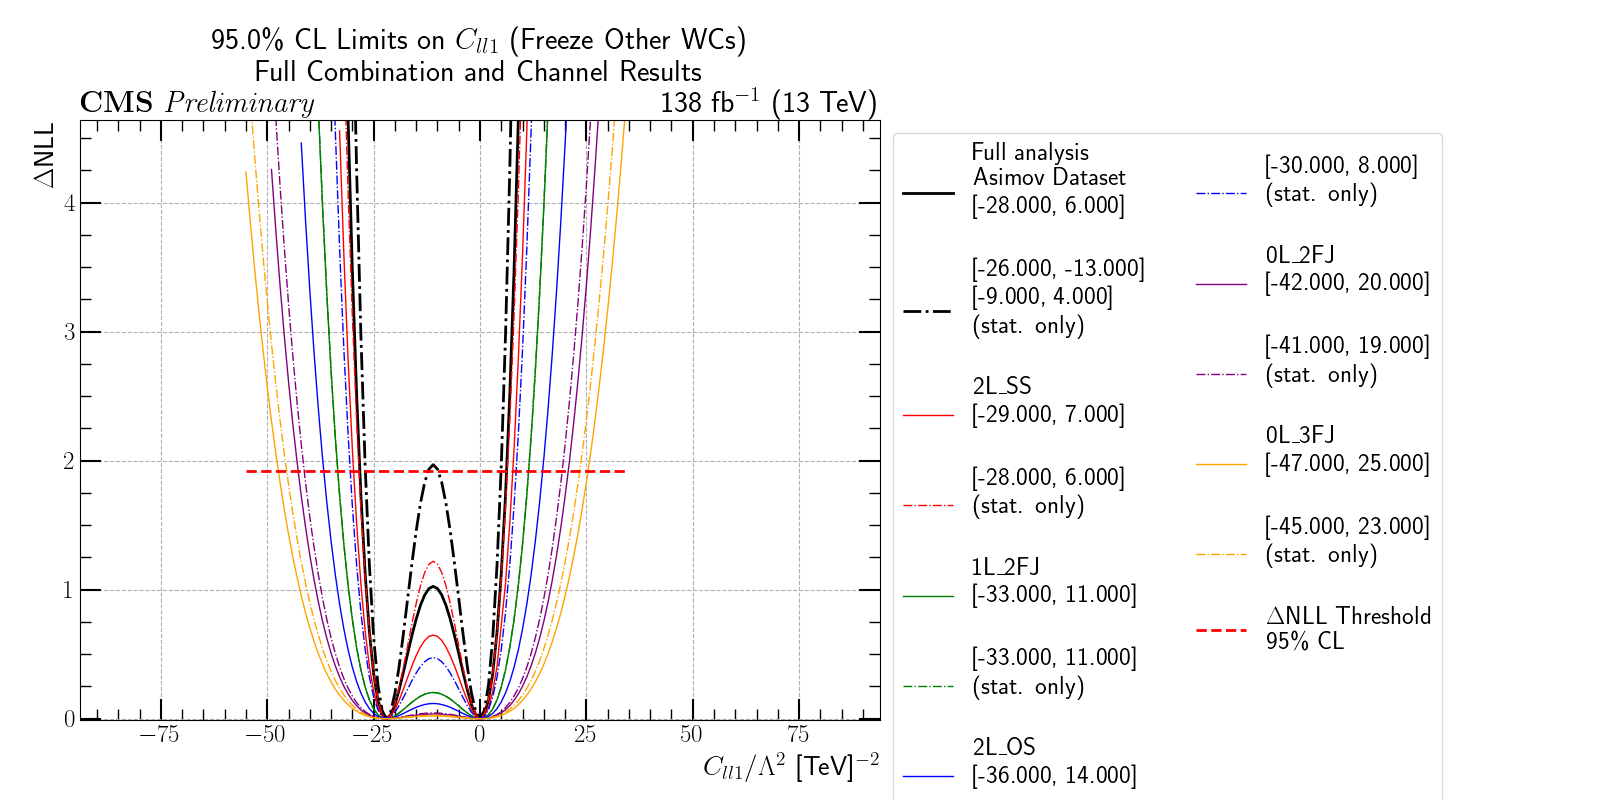 95.0% CL Limits on C_{ll1} (Freeze Other WCs)
Full Combination and Channel Results
CMS Preliminary
138 fb^{-1} (13 TeV)
ΔNLL
4
3
2
1
0
−75
−50
−25
0
25
50
75
C_{ll1}/Λ^2 [TeV]^{-2}
Full analysis
Asimov Dataset
[-28.000, 6.000]
[-26.000, -13.000]
[-9.000, 4.000]
(stat. only)
2L_SS
[-29.000, 7.000]
[-28.000, 6.000]
(stat. only)
1L_2FJ
[-33.000, 11.000]
[-33.000, 11.000]
(stat. only)
2L_OS
[-36.000, 14.000]
[-30.000, 8.000]
(stat. only)
0L_2FJ
[-42.000, 20.000]
[-41.000, 19.000]
(stat. only)
0L_3FJ
[-47.000, 25.000]
[-45.000, 23.000]
(stat. only)
ΔNLL Threshold
95% CL